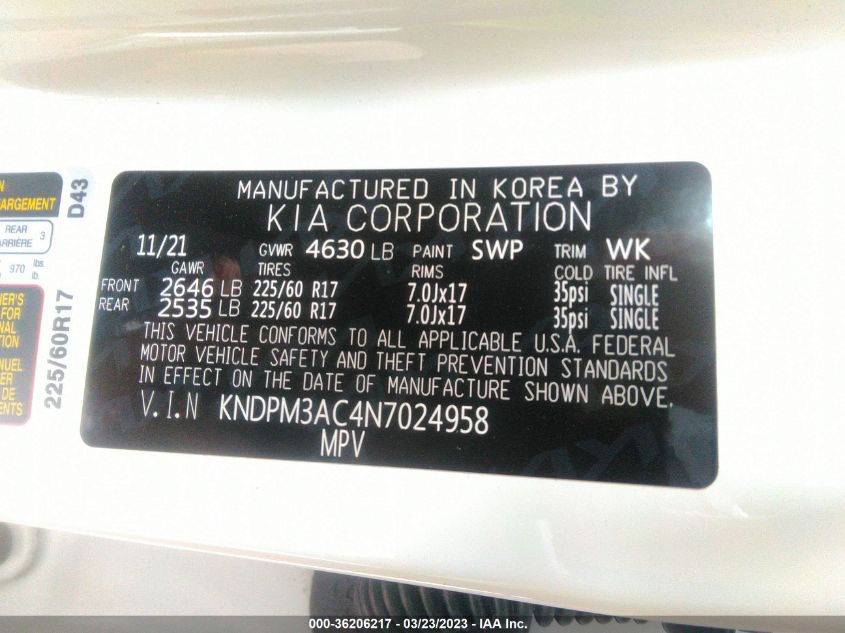 MANUFACTURED IN KOREA BY
KIA CORPORATION
11/21 GVWR 4630 LB PAINT SWP TRIM WK
GAWR TIRES RIMS COLD TIRE INFL
FRONT 2646 LB 225/60 R17 7.0Jx17 35psi SINGLE
REAR 2535 LB 225/60 R17 7.0Jx17 35psi SINGLE
THIS VEHICLE CONFORMS TO ALL APPLICABLE U.S.A. FEDERAL
MOTOR VEHICLE SAFETY AND THEFT PREVENTION STANDARDS
IN EFFECT ON THE DATE OF MANUFACTURE SHOWN ABOVE.
V.I.N KNDPM3AC4N7024958
MPV
D43
225/60R17
REAR 3
970 lbs.
000-36206217 - 03/23/2023 - IAA Inc.